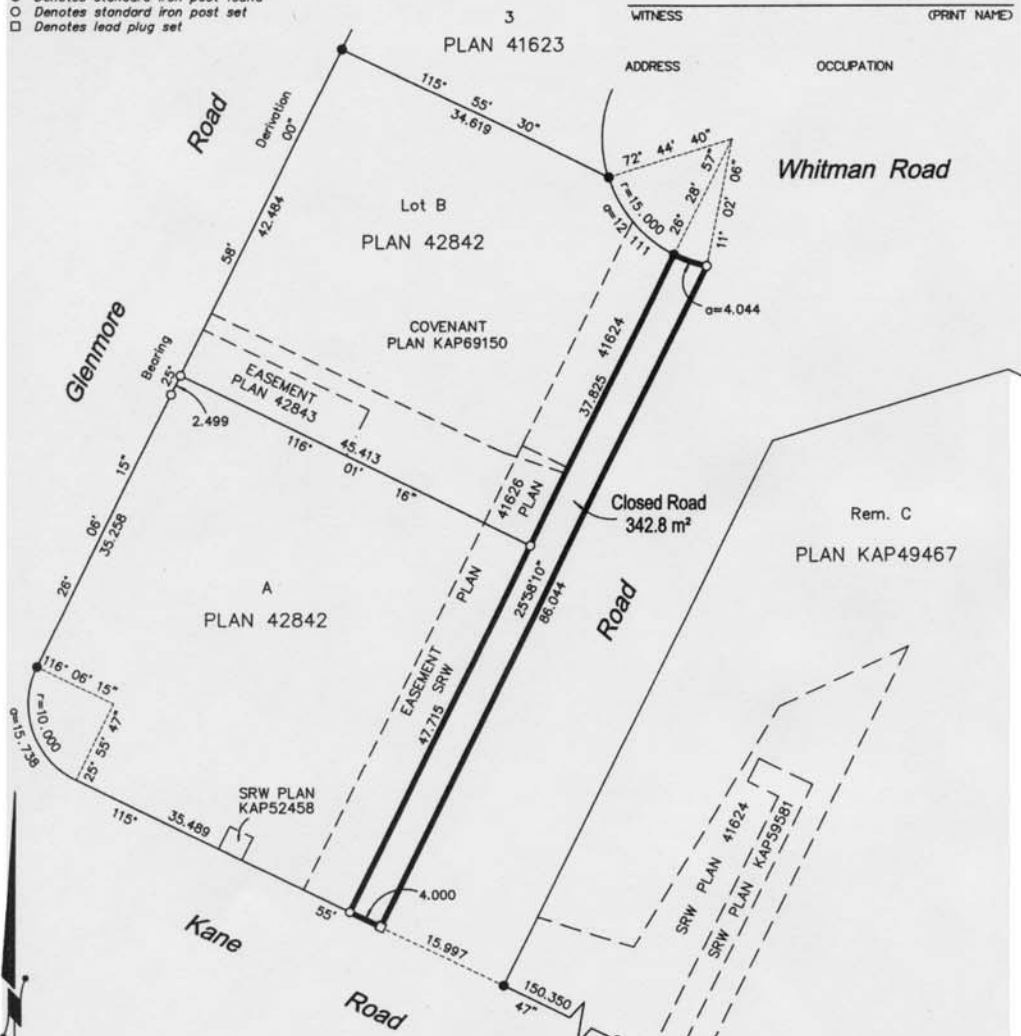 Denotes standard iron post found
Denotes standard iron post set
Denotes lead plug set
WITNESS (PRINT NAME)
ADDRESS OCCUPATION
3
PLAN 41623
115° 55' 30"
34.619
Road
Derivation
00"
42.484
58'
Glenmore
Bearing
25°
Lot B
PLAN 42842
COVENANT
PLAN KAP69150
EASEMENT
PLAN 42843
72° 44' 40"
r=15.000
a=12.111
26° 28' 57"
11° 02' 06"
Whitman Road
a=4.044
41624
PLAN
37.825
41626
PLAN
2.499
45.413
116° 01' 16"
Closed Road
342.8 m²
25°58'10"
86.044
Road
Rem. C
PLAN KAP49467
15"
06'
35.258
26°
A
PLAN 42842
EASEMENT
SRW
47.715
116° 06' 15"
r=10.000
a=15.738
25° 55' 47"
SRW PLAN
KAP52458
115°
35.489
55'
4.000
15.997
150.350
47"
SRW PLAN 41624
SRW PLAN KAP59581
Kane
Road